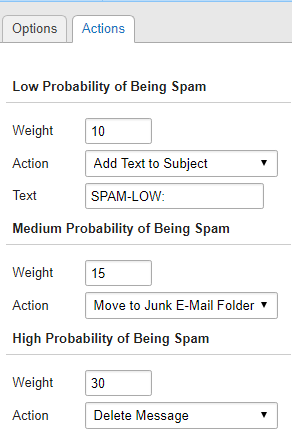 Options Actions
Low Probability of Being Spam
Weight 10
Action Add Text to Subject
Text SPAM-LOW:
Medium Probability of Being Spam
Weight 15
Action Move to Junk E-Mail Folder
High Probability of Being Spam
Weight 30
Action Delete Message